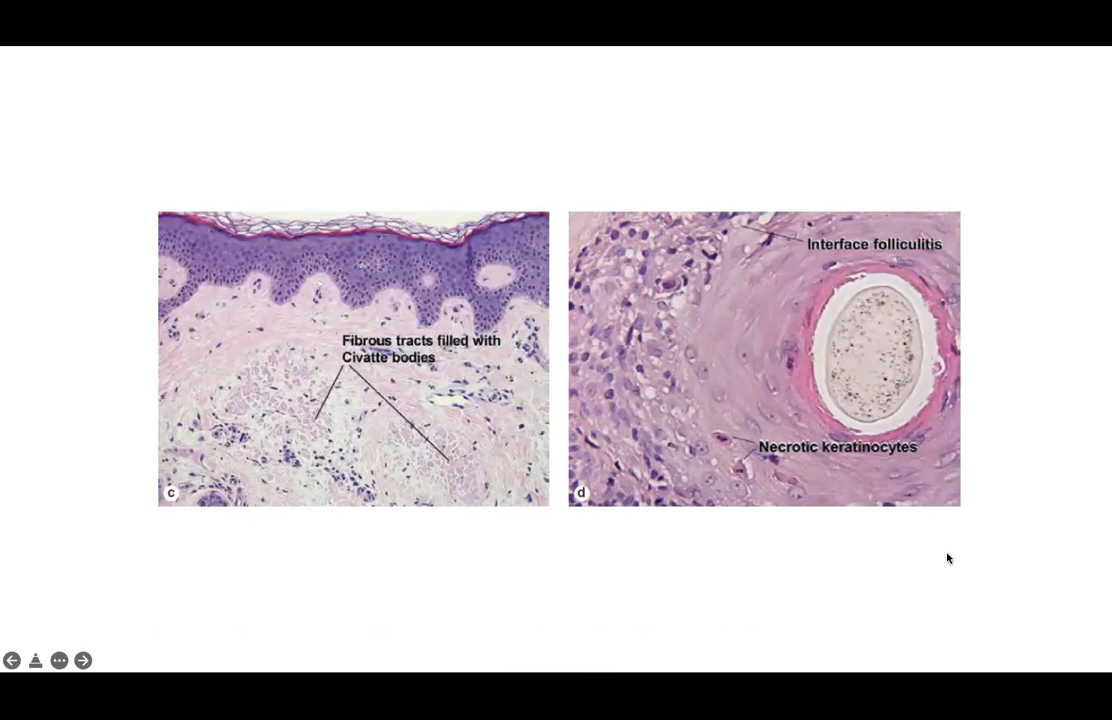 Fibrous tracts filled with
Civatte bodies
c
Interface folliculitis
Necrotic keratinocytes
d